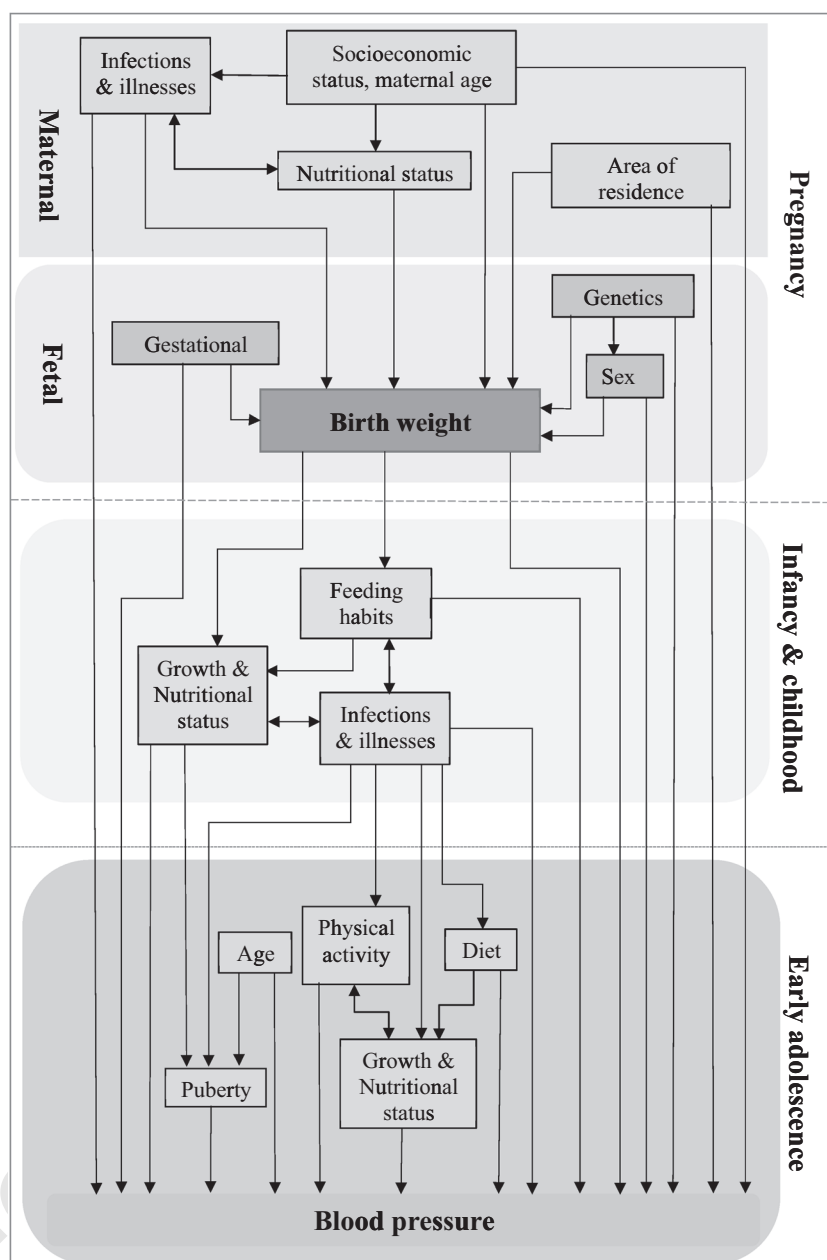 Infections
& illnesses
Socioeconomic
status, maternal age
Maternal
Nutritional status
Area of
residence
Pregnancy
Genetics
Gestational
Fetal
Sex
Birth weight
Infancy & childhood
Feeding
habits
Growth &
Nutritional
status
Infections
& illnesses
Physical
activity
Age
Diet
Early adolescence
Growth &
Nutritional
status
Puberty
Blood pressure